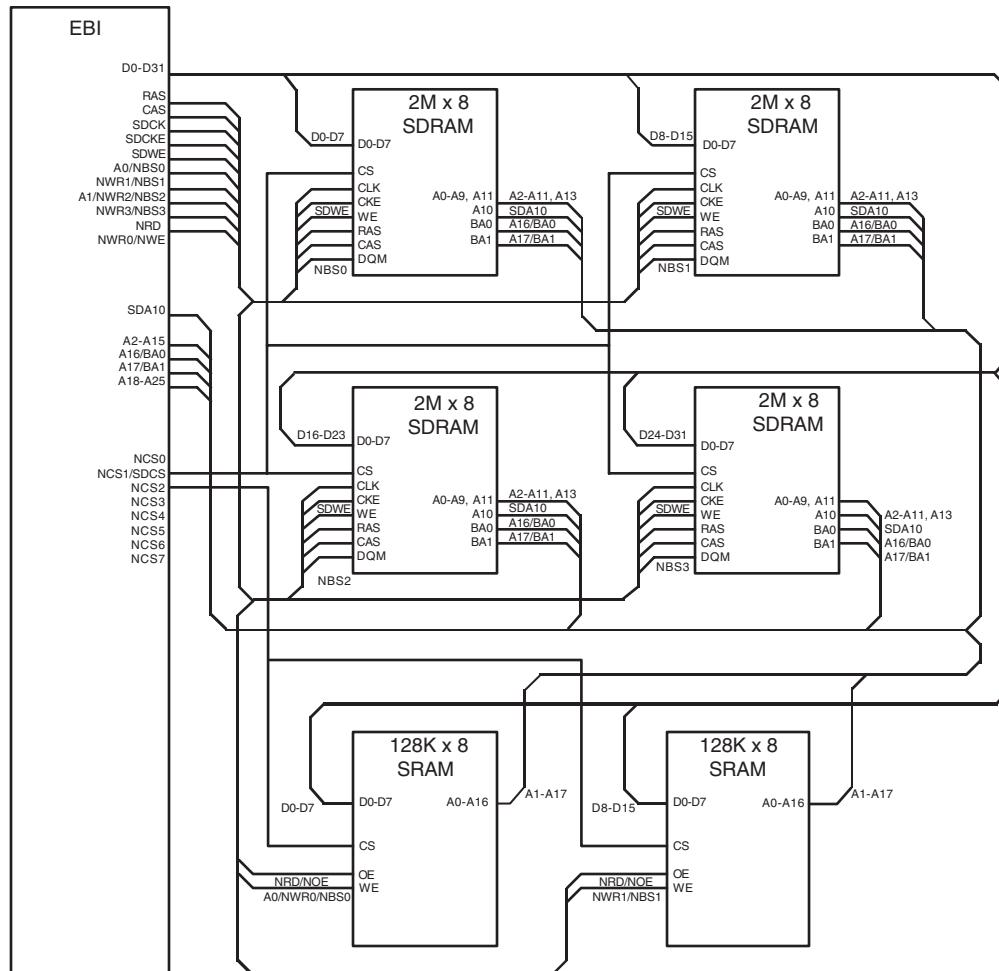 EBI
D0-D31
RAS
CAS
SDCK
SDCKE
SDWE
A0/NBS0
NWR1/NBS1
A1/NWR2/NBS2
NWR3/NBS3
NRD
NWR0/NWE
SDA10
A2-A15
A16/BA0
A17/BA1
A18-A25
NCS0
NCS1/SDCS
NCS2
NCS3
NCS4
NCS5
NCS6
NCS7
2M x 8
SDRAM
D0-D7
D0-D7
CS
CLK
CKE
SDWE
WE
RAS
CAS
DQM
NBS0
A0-A9, A11
A10
BA0
BA1
A2-A11, A13
SDA10
A16/BA0
A17/BA1
2M x 8
SDRAM
D8-D15
D0-D7
CS
CLK
CKE
SDWE
WE
RAS
CAS
DQM
NBS1
A0-A9, A11
A10
BA0
BA1
A2-A11, A13
SDA10
A16/BA0
A17/BA1
2M x 8
SDRAM
D16-D23
D0-D7
CS
CLK
CKE
SDWE
WE
RAS
CAS
DQM
NBS2
A0-A9, A11
A10
BA0
BA1
A2-A11, A13
SDA10
A16/BA0
A17/BA1
2M x 8
SDRAM
D24-D31
D0-D7
CS
CLK
CKE
SDWE
WE
RAS
CAS
DQM
NBS3
A0-A9, A11
A10
BA0
BA1
A2-A11, A13
SDA10
A16/BA0
A17/BA1
128K x 8
SRAM
D0-D7
D0-D7
A0-A16
A1-A17
CS
OE
NRD/NOE
WE
A0/NWR0/NBS0
128K x 8
SRAM
D8-D15
D0-D7
A0-A16
A1-A17
CS
OE
NRD/NOE
WE
NWR1/NBS1